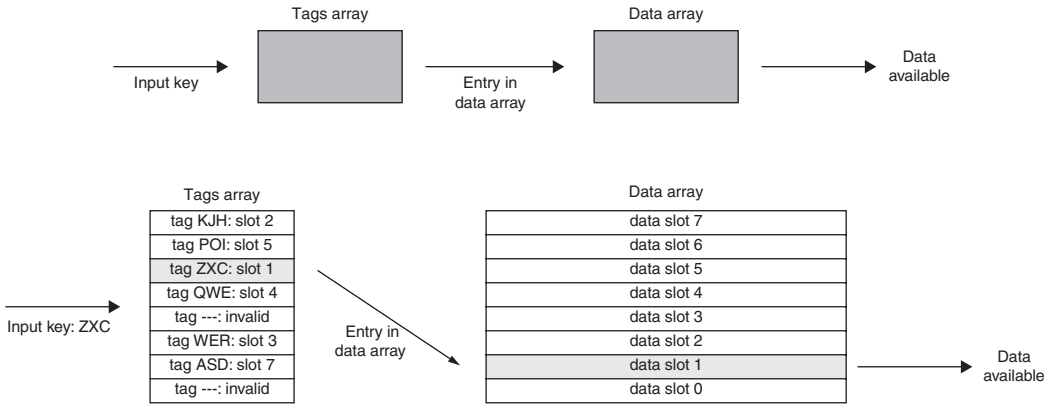 Tags array
Data array
Input key
Entry in
data array
Data
available
Tags array
Data array
tag KJH: slot 2
tag POI: slot 5
tag ZXC: slot 1
tag QWE: slot 4
tag ---: invalid
tag WER: slot 3
tag ASD: slot 7
tag ---: invalid
Input key: ZXC
Entry in
data array
data slot 7
data slot 6
data slot 5
data slot 4
data slot 3
data slot 2
data slot 1
data slot 0
Data
available